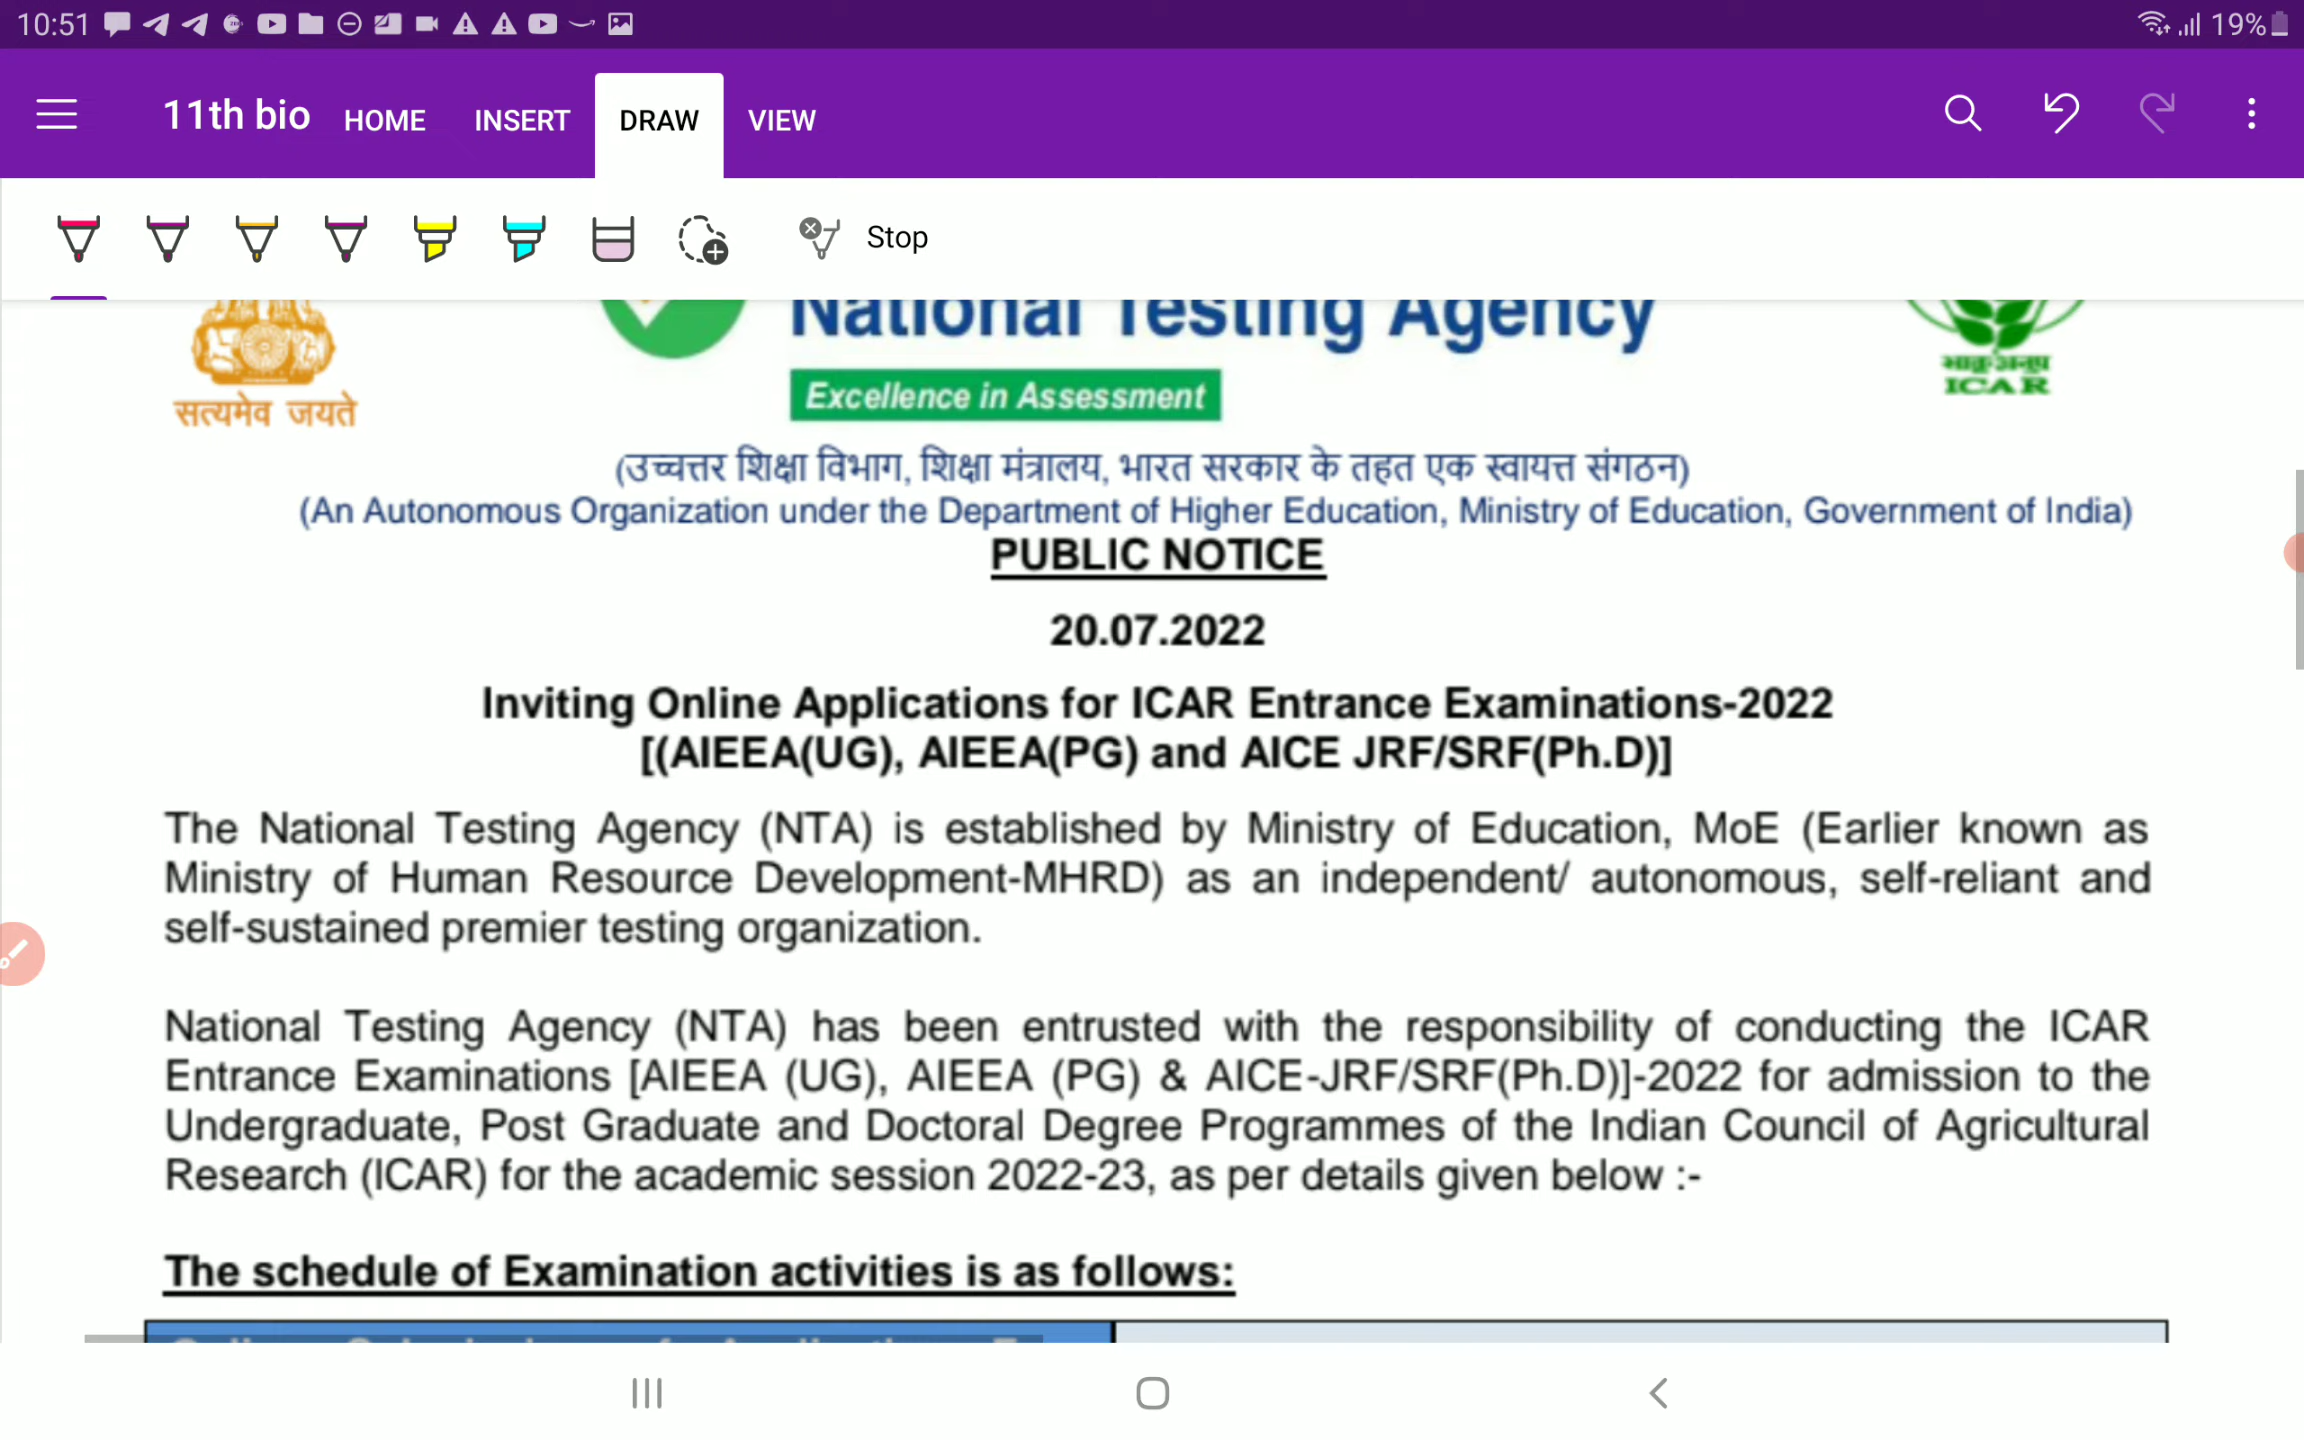 10:51
19%
11th bio HOME INSERT DRAW VIEW
Stop
National Testing Agency
Excellence in Assessment
सत्यमेव जयते
ICAR
(उच्चतर शिक्षा विभाग, शिक्षा मंत्रालय, भारत सरकार के तहत एक स्वायत्त संगठन)
(An Autonomous Organization under the Department of Higher Education, Ministry of Education, Government of India)
PUBLIC NOTICE
20.07.2022
Inviting Online Applications for ICAR Entrance Examinations-2022
[(AIEEA(UG), AIEEA(PG) and AICE JRF/SRF(Ph.D)]
The National Testing Agency (NTA) is established by Ministry of Education, MoE (Earlier known as
Ministry of Human Resource Development-MHRD) as an independent/ autonomous, self-reliant and
self-sustained premier testing organization.
National Testing Agency (NTA) has been entrusted with the responsibility of conducting the ICAR
Entrance Examinations [AIEEA (UG), AIEEA (PG) & AICE-JRF/SRF(Ph.D)]-2022 for admission to the
Undergraduate, Post Graduate and Doctoral Degree Programmes of the Indian Council of Agricultural
Research (ICAR) for the academic session 2022-23, as per details given below :-
The schedule of Examination activities is as follows: